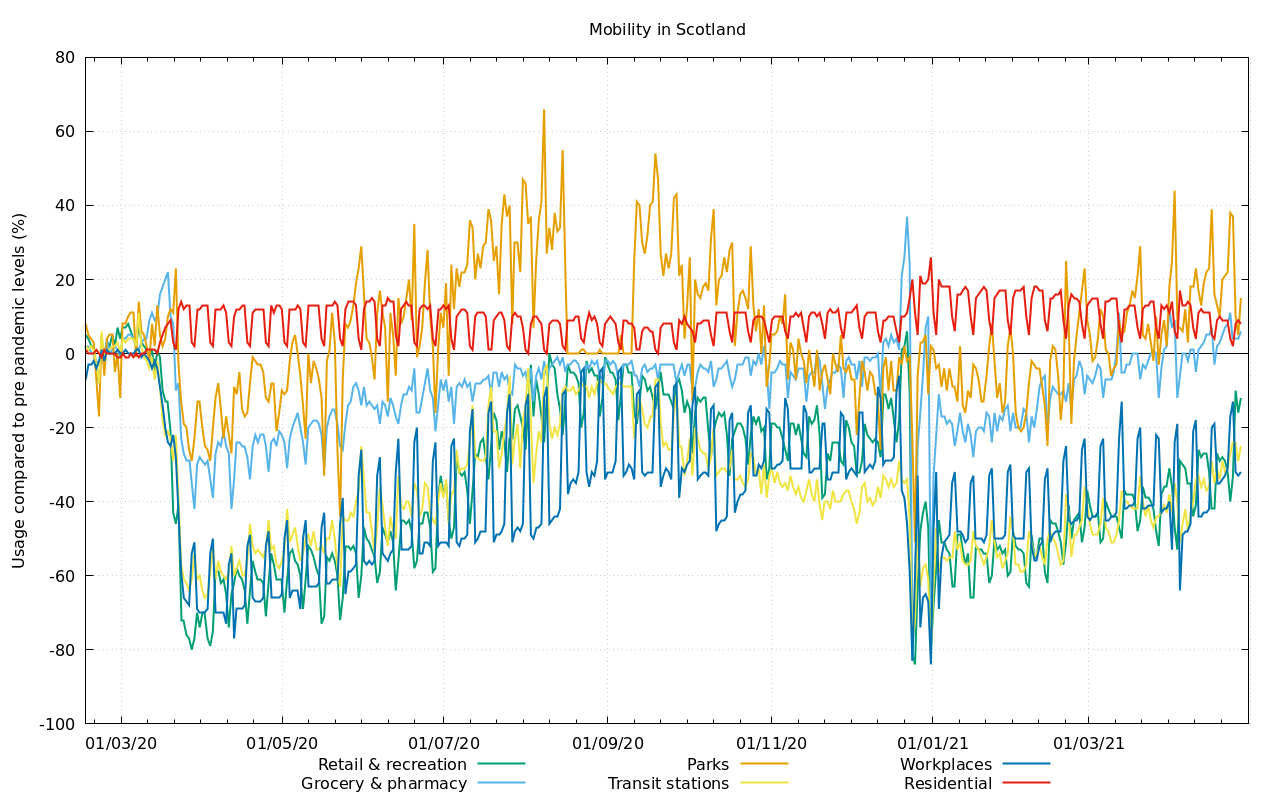 Mobility in Scotland
Usage compared to pre pandemic levels (%)
80
60
40
20
0
-20
-40
-60
-80
-100
01/03/20 01/05/20 01/07/20 01/09/20 01/11/20 01/01/21 01/03/21
Retail & recreation Parks Workplaces
Grocery & pharmacy Transit stations Residential